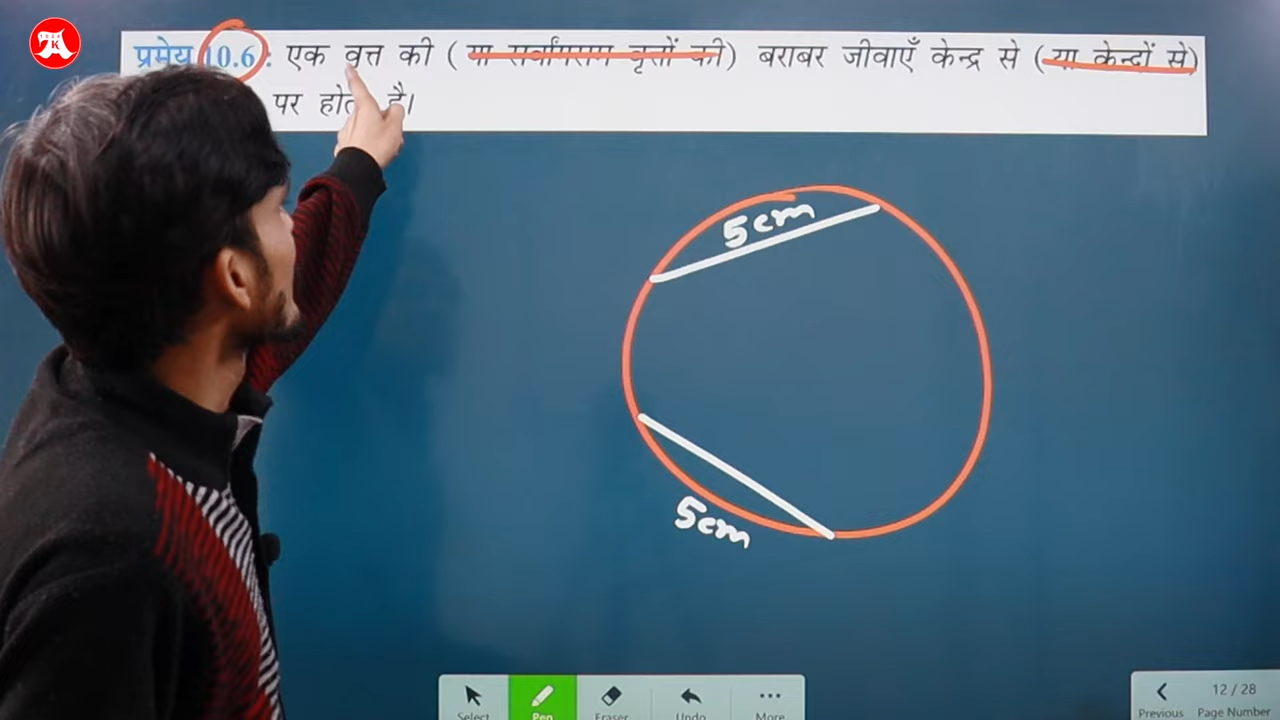 प्रमेय 10.6 : एक वृत्त की ( या सर्वांगसम वृत्तों की) बराबर जीवाएँ केन्द्र से (या केन्दों से)
पर होती है।
5cm
5cm
Select Pen Eraser Undo More
12 / 28
Previous Page Number
K